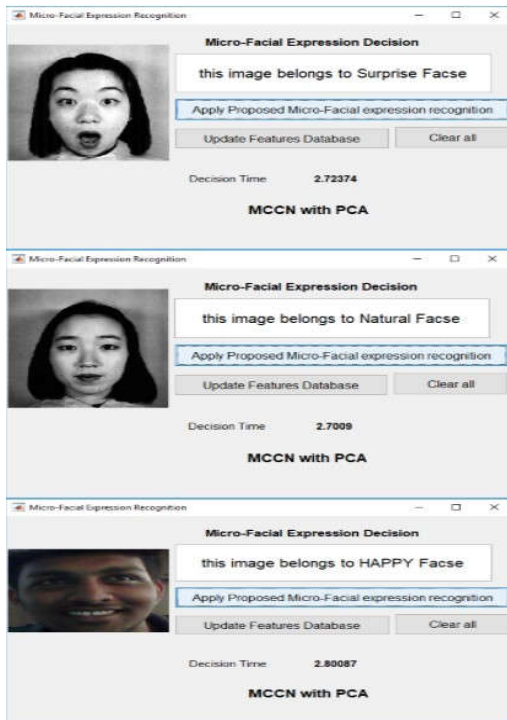 Micro-Facial Expression Recognition
Micro-Facial Expression Decision
this image belongs to Surprise Facse
Apply Proposed Micro-Facial expression recognition
Update Features Database Clear all
Decision Time 2.72374
MCCN with PCA
Micro-Facial Expression Recognition
Micro-Facial Expression Decision
this image belongs to Natural Facse
Apply Proposed Micro-Facial expression recognition
Update Features Database Clear all
Decision Time 2.7009
MCCN with PCA
Micro-Facial Expression Recognition
Micro-Facial Expression Decision
this image belongs to HAPPY Facse
Apply Proposed Micro-Facial expression recognition
Update Features Database Clear all
Decision Time 2.80087
MCCN with PCA